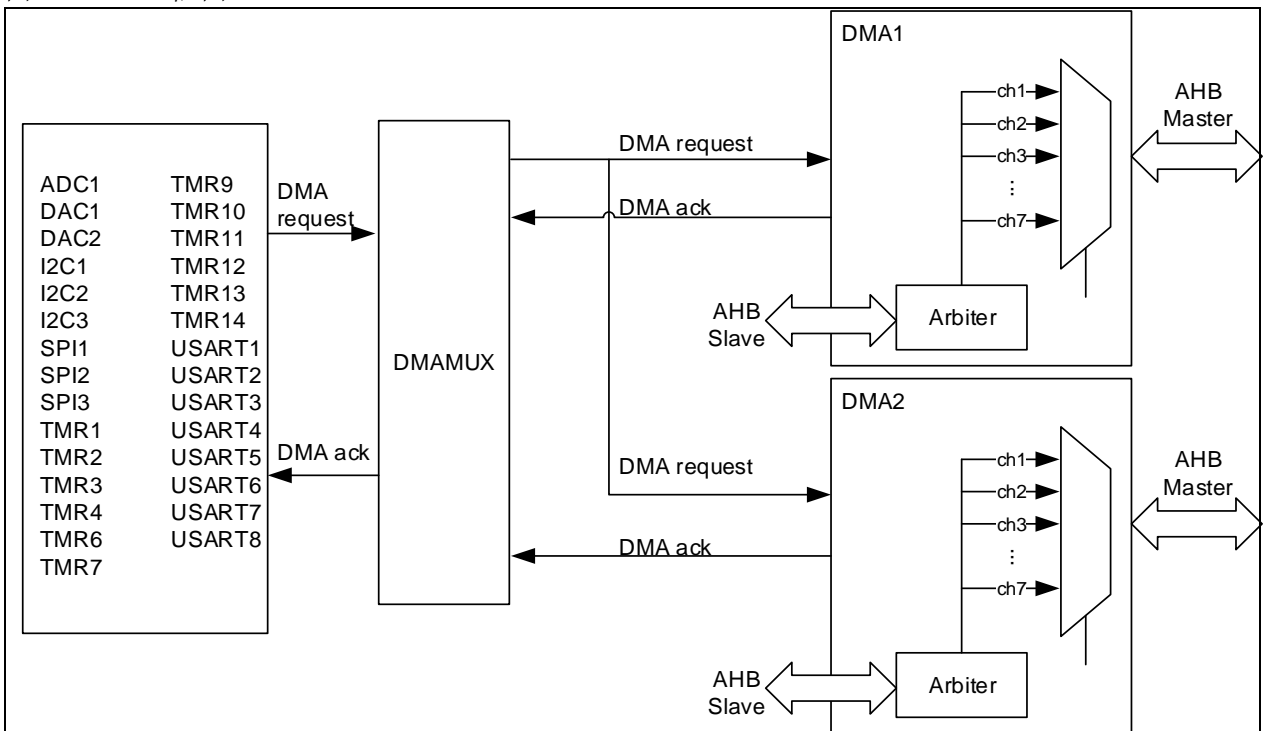 DMA1
ch1
ch2
ch3
...
ch7
AHB
Master
DMA request
DMA ack
AHB
Slave
Arbiter
ADC1
DAC1
DAC2
I2C1
I2C2
I2C3
SPI1
SPI2
SPI3
TMR1
TMR2
TMR3
TMR4
TMR6
TMR7
TMR9
TMR10
TMR11
TMR12
TMR13
TMR14
USART1
USART2
USART3
USART4
USART5
USART6
USART7
USART8
DMA
request
DMA ack
DMAMUX
DMA2
ch1
ch2
ch3
...
ch7
AHB
Master
DMA request
DMA ack
AHB
Slave
Arbiter